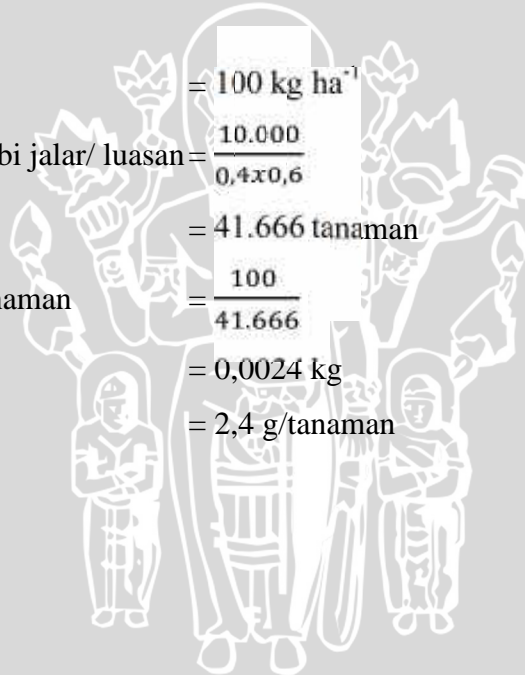 = 100 kg ha⁻¹
bi jalar/ luasan = 10.000 / 0,4x0,6
= 41.666 tanaman
naman = 100 / 41.666
= 0,0024 kg
= 2,4 g/tanaman